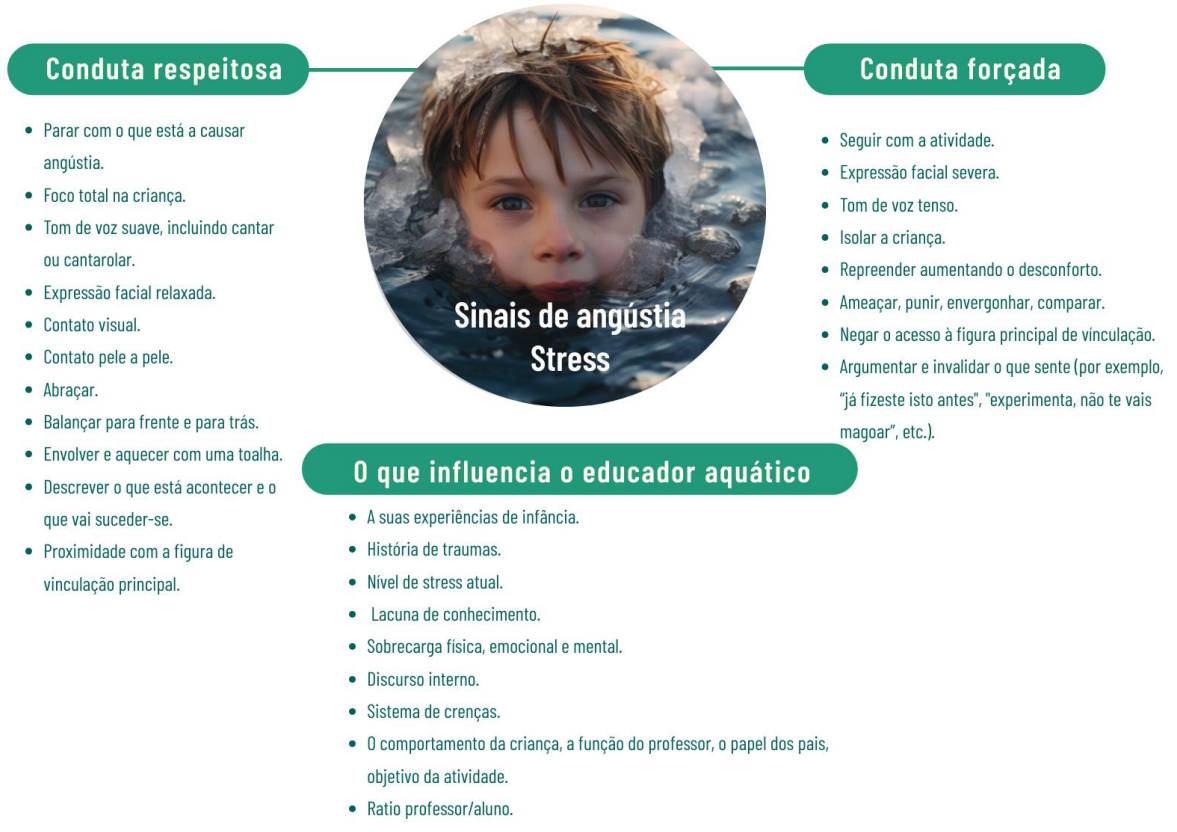 Conduta respeitosa
Parar com o que está a causar
angústia.
Foco total na criança.
Tom de voz suave, incluindo cantar
ou cantarolar.
Expressão facial relaxada.
Contato visual.
Contato pele a pele.
Abraçar.
Balançar para frente e para trás.
Envolver e aquecer com uma toalha.
Descrever o que está acontecer e o
que vai suceder-se.
Proximidade com a figura de
vinculação principal.
Sinais de angústia
Stress
Conduta forçada
Seguir com a atividade.
Expressão facial severa.
Tom de voz tenso.
Isolar a criança.
Repreender aumentando o desconforto.
Ameaçar, punir, envergonhar, comparar.
Negar o acesso à figura principal de vínculação.
Argumentar e invalidar o que sente (por exemplo,
“já fizeste isto antes", "experimenta, não te vais
magoar”, etc.).
O que influencia o educador aquático
A suas experiências de infância.
História de traumas.
Nível de stress atual.
Lacuna de conhecimento.
Sobrecarga física, emocional e mental.
Discurso interno.
Sistema de crenças.
O comportamento da criança, a função do professor, o papel dos pais,
objetivo da atividade.
Ratio professor/aluno.